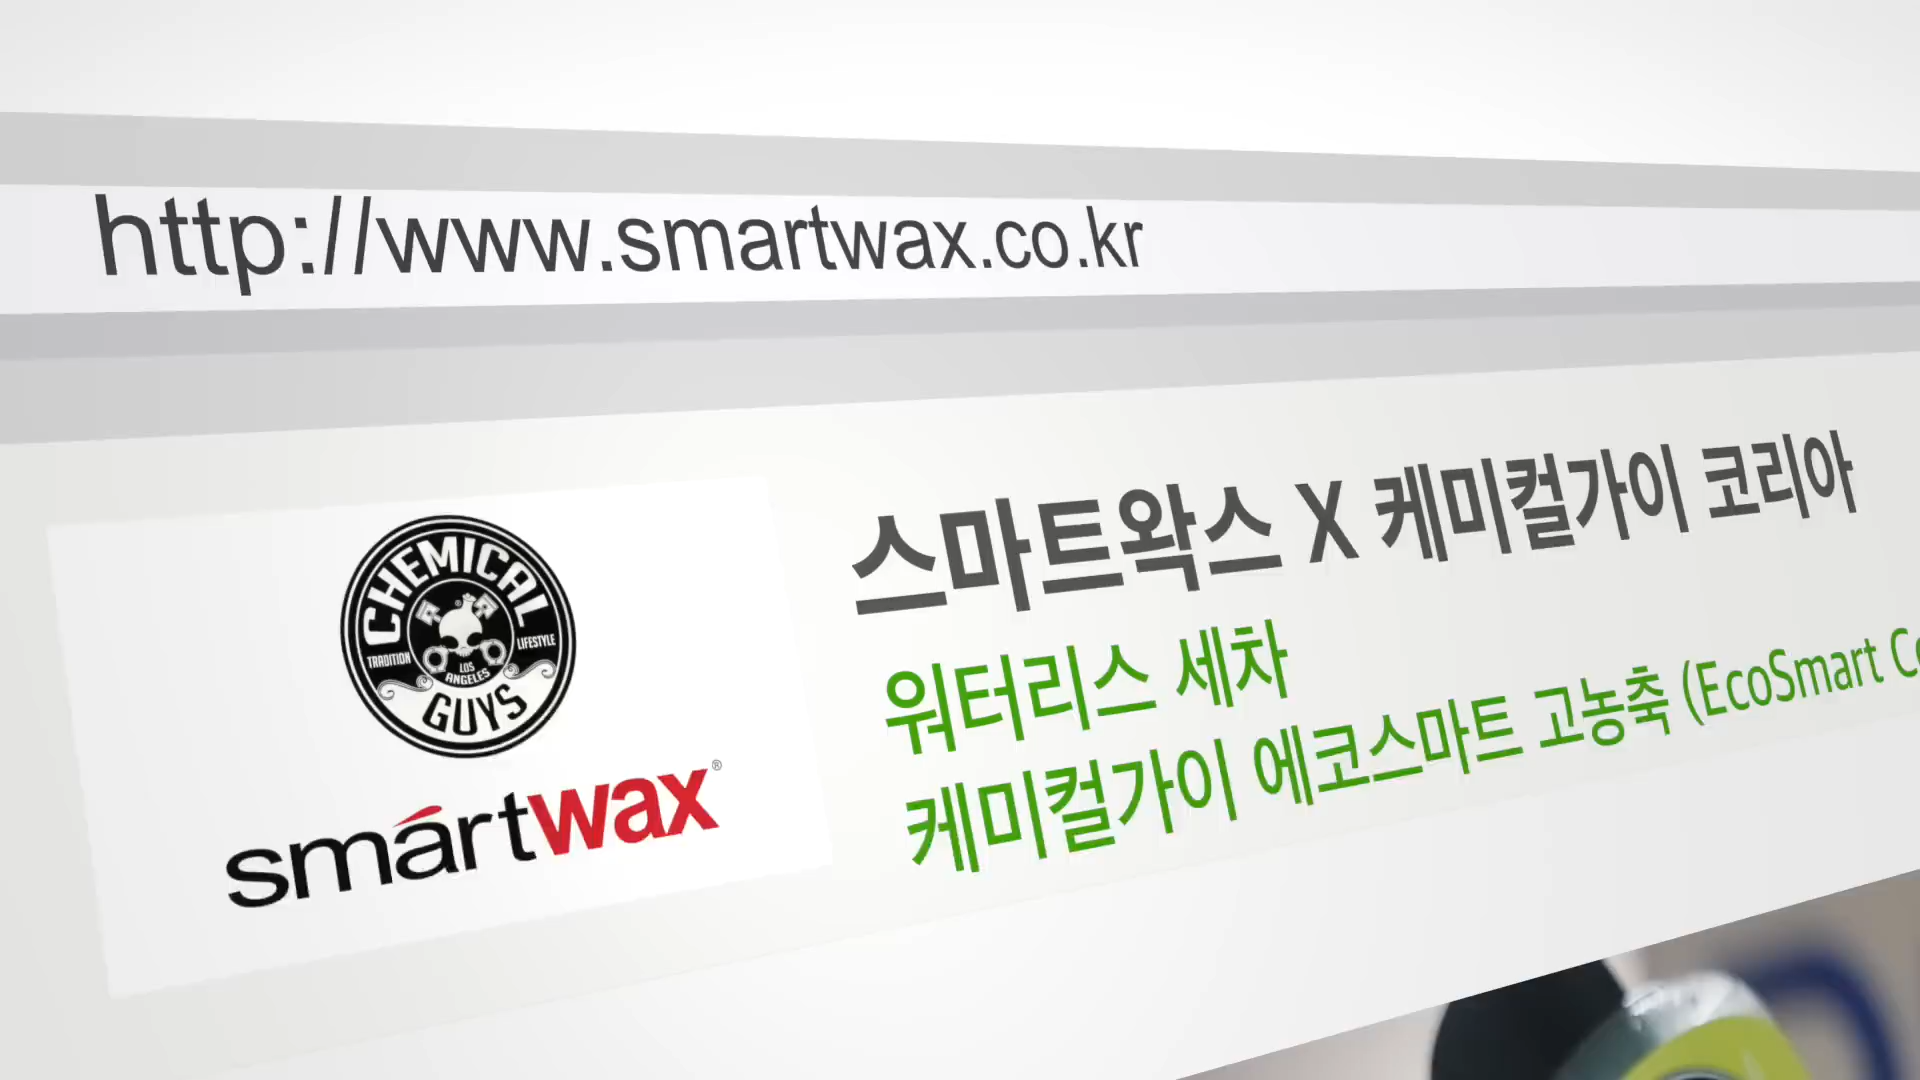 http://www.smartwax.co.kr
CHEMICAL
TRADITION
LIFESTYLE
LOS
ANGELES
GUYS
smartwax®
스마트왁스 X 케미컬가이 코리아
워터리스 세차
케미컬가이 에코스마트 고농축 (EcoSmart